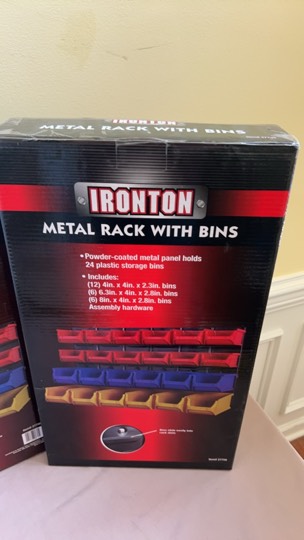 METAL RACK WITH BINS
IRONTON
METAL RACK WITH BINS
• Powder-coated metal panel holds
24 plastic storage bins
• Includes:
(12) 4in. x 4in. x 2.3in. bins
(6) 6.3in. x 4in. x 2.8in. bins
(6) 8in. x 4in. x 2.8in. bins
Assembly hardware